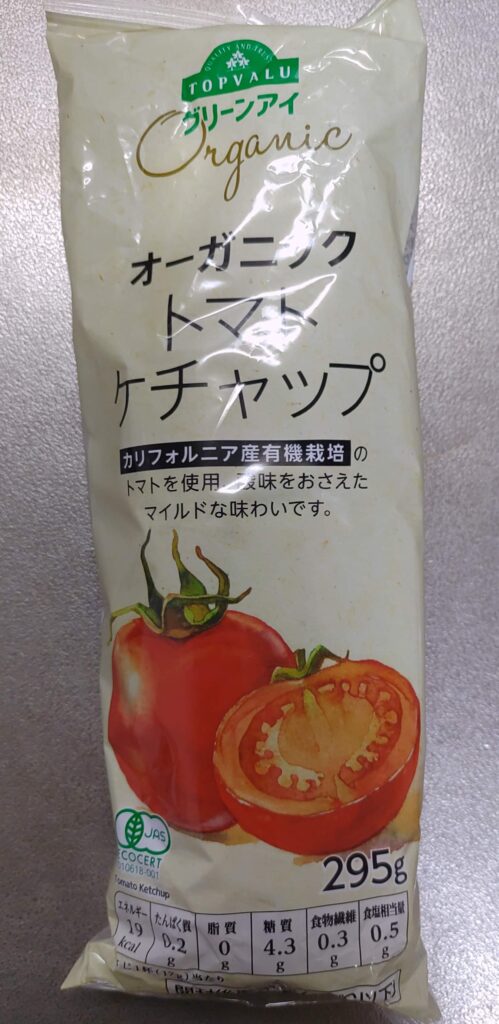 QUALITY AND TRUST
TOPVALU
グリーンアイ
Organic
オーガニック
トマト
ケチャップ
カリフォルニア産有機栽培の
トマトを使用。酸味をおさえた
マイルドな味わいです。
JAS
ECOCERT
Tomato Ketchup
295g
エネルギー たんぱく質 脂質 糖質 食物繊維 食塩相当量
19 0.2 0 4.3 0.3 0.5
kcal g g g g g